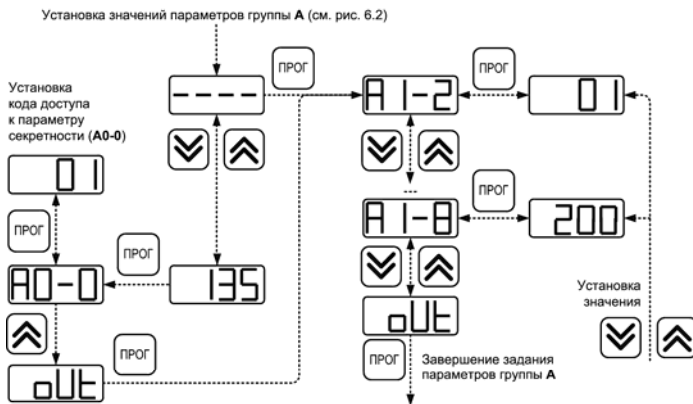 Установка значений параметров группы А (см. рис. 6.2)
ПРОГ
ПРОГ
Установка
кода доступа
к параметру
секретности (А0-0)
----
A1-2
01
01
...
ПРОГ
A1-8
200
ПРОГ
ПРОГ
A0-0
135
Установка
значения
oUt
ПРОГ
ПРОГ
Завершение задания
параметров группы А
oUt